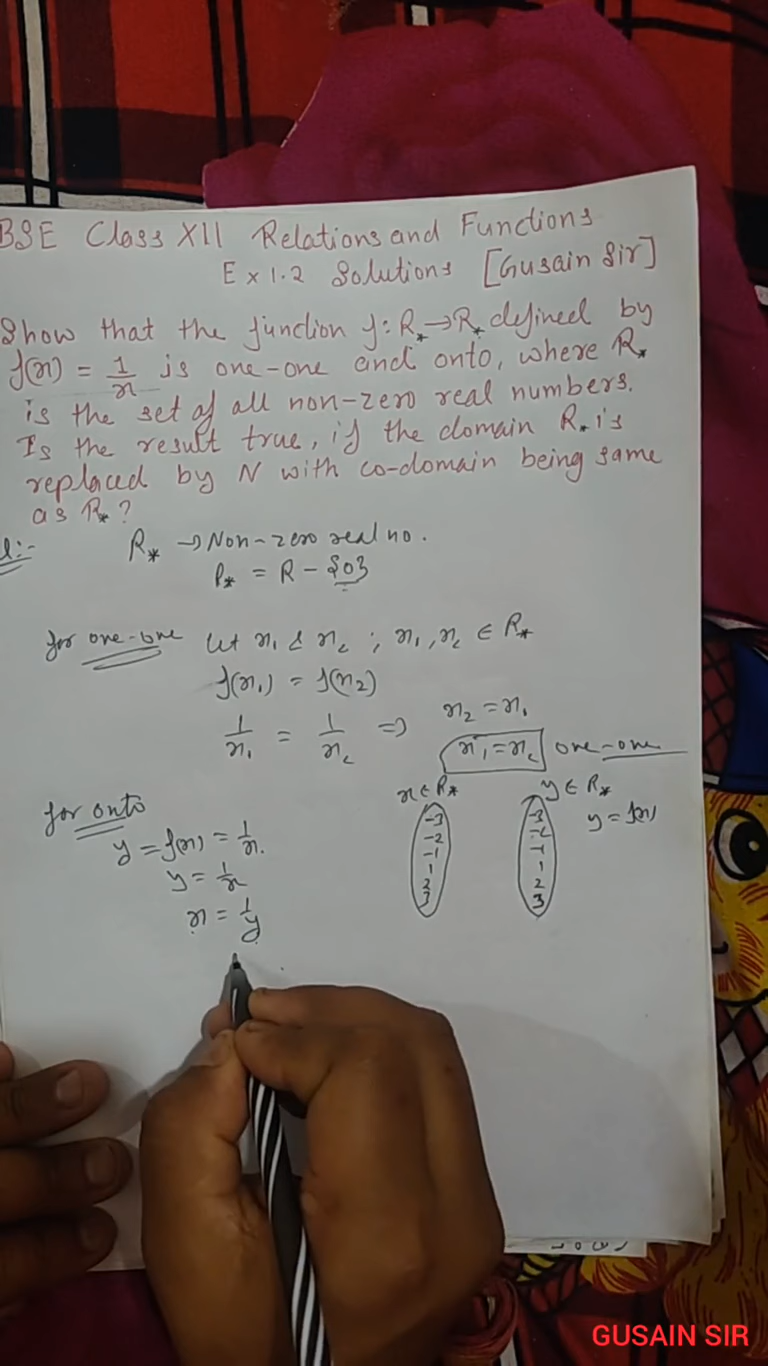 BSE Class XII Relations and Functions
Ex 1.2 Solutions [Gusain Sir]
Show that the function f: R* → R* defined by
f(x) = 1/x is one-one and onto, where R*
is the set of all non-zero real numbers.
Is the result true, if the domain R* is
replaced by N with co-domain being same
as R* ?
R* → Non-zero real no.
R* = R - {0}
for one-one let x₁ & x₂ ; x₁, x₂ ∈ R*
f(x₁) = f(x₂)
1/x₁ = 1/x₂ ⇒ x₂ = x₁
x₁ = x₂ one-one
for onto
y = f(x) = 1/x.
y = 1/x
x = 1/y
x ∈ R* y ∈ R*
y = f(x)
-3 -3
-2 -2
-1 -1
1 1
2 2
3 3
GUSAIN SIR